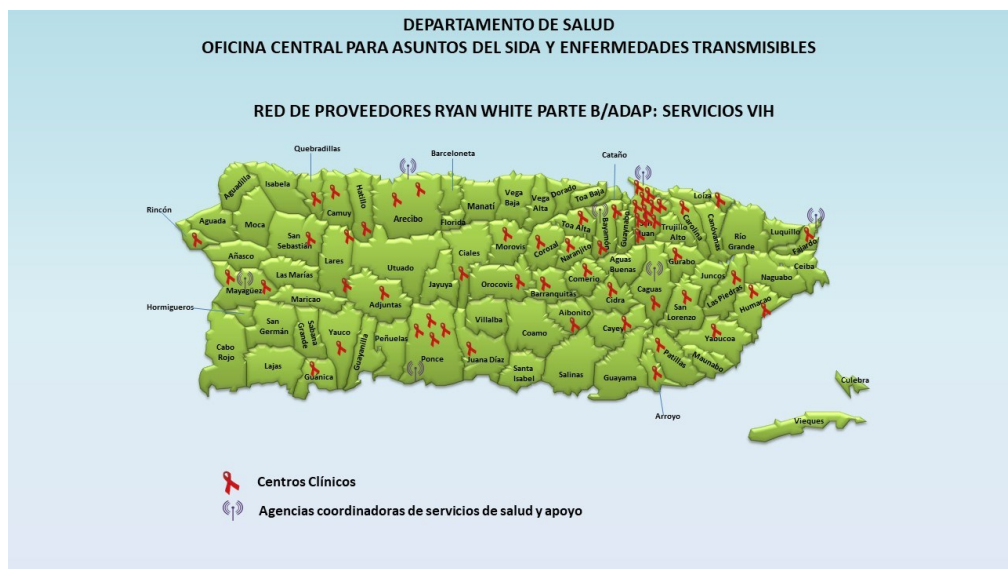 DEPARTAMENTO DE SALUD
OFICINA CENTRAL PARA ASUNTOS DEL SIDA Y ENFERMEDADES TRANSMISIBLES
RED DE PROVEEDORES RYAN WHITE PARTE B/ADAP: SERVICIOS VIH
Quebradillas
Barceloneta
Cataño
Aguadilla
Isabela
Camuy
Hatillo
Arecibo
Manatí
Vega
Baja
Vega
Alta
Dorado
Toa Baja
Loíza
Rincón
Aguada
Moca
San
Sebastián
Florida
Toa Alta
Bayamón
Guaynabo
San
Juan
Trujillo
Alto
Carolina
Canóvanas
Río
Grande
Luquillo
Fajardo
Añasco
Lares
Utuado
Ciales
Morovis
Corozal
Naranjito
Aguas
Buenas
Gurabo
Ceiba
Las Marías
Mayagüez
Maricao
Adjuntas
Jayuya
Orocovis
Barranquitas
Comerío
Cidra
Caguas
San
Lorenzo
Juncos
Las Piedras
Naguabo
Humacao
Hormigueros
San
Germán
Sabana
Grande
Yauco
Guayanilla
Peñuelas
Ponce
Villalba
Juana Díaz
Coamo
Aibonito
Cayey
Yabucoa
Cabo
Rojo
Lajas
Guánica
Santa
Isabel
Salinas
Guayama
Patillas
Maunabo
Arroyo
Culebra
Vieques
Centros Clínicos
Agencias coordinadoras de servicios de salud y apoyo